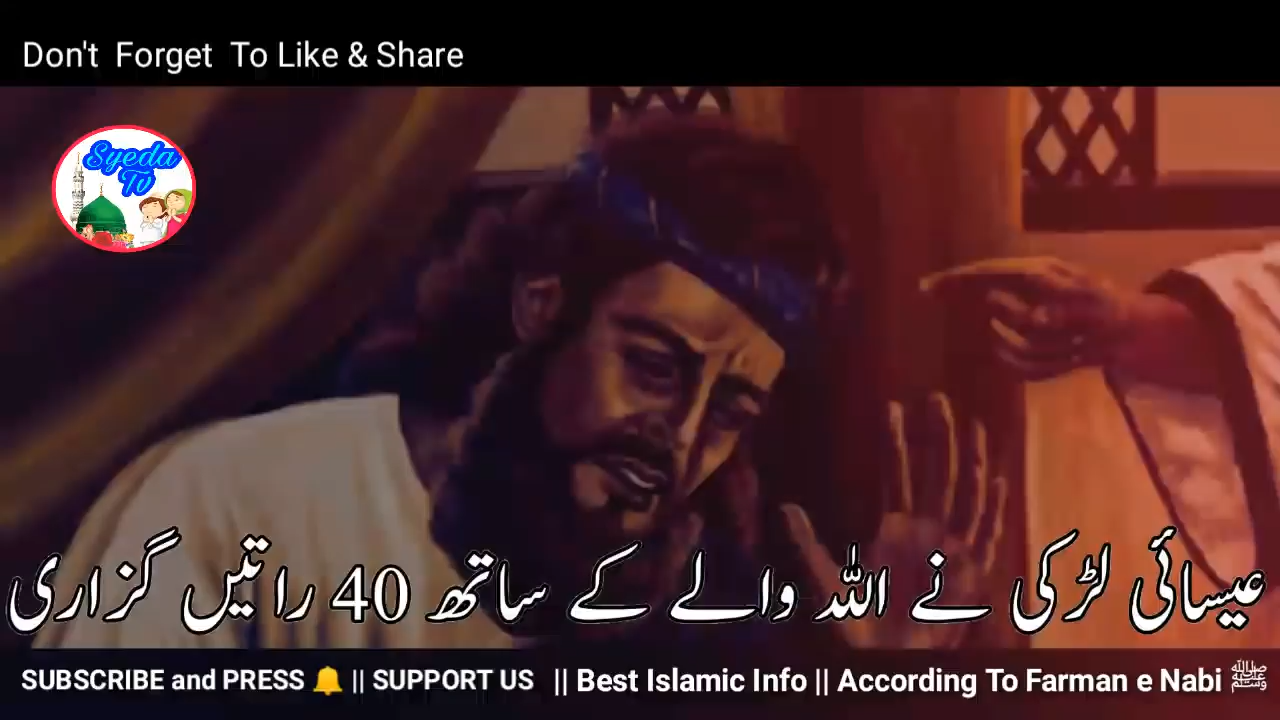 Don't Forget To Like & Share
Syeda
Tv
عیسائی لڑکی نے اللہ والے کے ساتھ 40 راتیں گزاری
SUBSCRIBE and PRESS 🔔 || SUPPORT US || Best Islamic Info || According To Farman e Nabi ﷺ